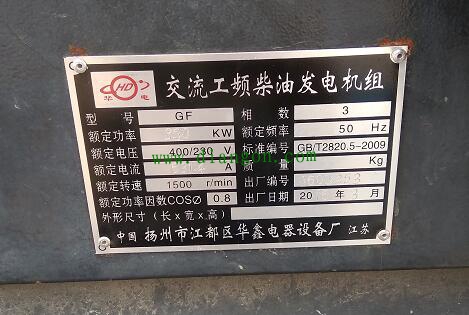 HD
华 电
交流工频柴油发电机组
型 号 GF 相 数 3
额定功率 KW 额定频率 50 Hz
额定电压 400/230 V 标准编号 GB/T2820.5-2009
额定电流 A 质 量 Kg
额定转速 1500 r/min 出厂编号
额定功率因数COSØ 0.8 出厂日期 20 年 3 月
外形尺寸(长x宽x高)
中国 扬州市江都区华鑫电器设备厂 江苏